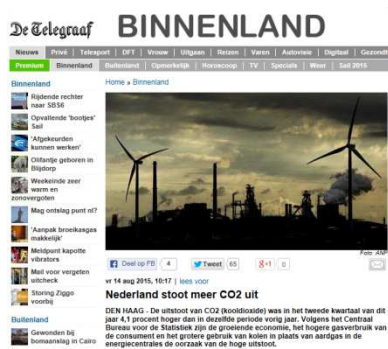 De Telegraaf BINNENLAND
Nieuws Privé Telesport DFT Vrouw Uitgaan Reizen Varen Autovisie Digitaal Gezond
Premium Binnenland Buitenland Opmerkelijk Horoscoop TV Specials Weer Sail 2015
Binnenland
Rijdende rechter
naar SBS6
Opvallende 'bootjes'
Sail
'Afgekeurden
kunnen werken'
Olifantje geboren in
Blijdorp
Weekeinde zeer
warm en
zonovergoten
Mag ontslag punt nl?
'Aanpak broeikasgas
makkelijk'
Meldpunt kapotte
vibrators
Mail voor vergeten
uitcheck
Storing Ziggo
voorbij
Buitenland
Gewonden bij
bomaanslag in Caïro
Home » Binnenland
Foto: ANP
Deel op FB 4 Tweet 65 g+1 0
vr 14 aug 2015, 10:17 | lees voor
Nederland stoot meer CO2 uit
DEN HAAG - De uitstoot van CO2 (kooldioxide) was in het tweede kwartaal van dit
jaar 4,1 procent hoger dan in dezelfde periode vorig jaar. Volgens het Centraal
Bureau voor de Statistiek zijn de groeiende economie, het hogere gasverbruik van
de consument en het grotere gebruik van kolen in plaats van aardgas in de
energiecentrales de oorzaak van de hoge uitstoot.